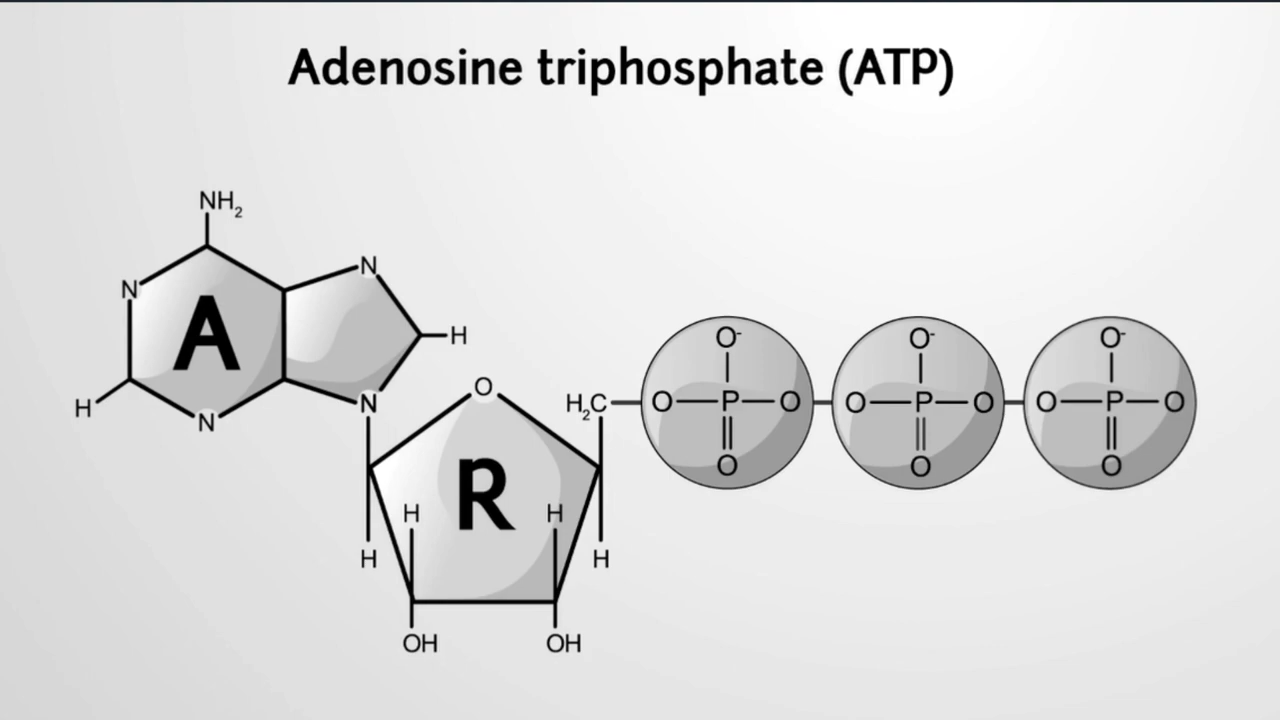 Adenosine triphosphate (ATP)
NH₂
N N
A H
O⁻ O⁻ O⁻
H N N O H₂C O P O O P O O P O
R
O O O
H H
H H
OH OH